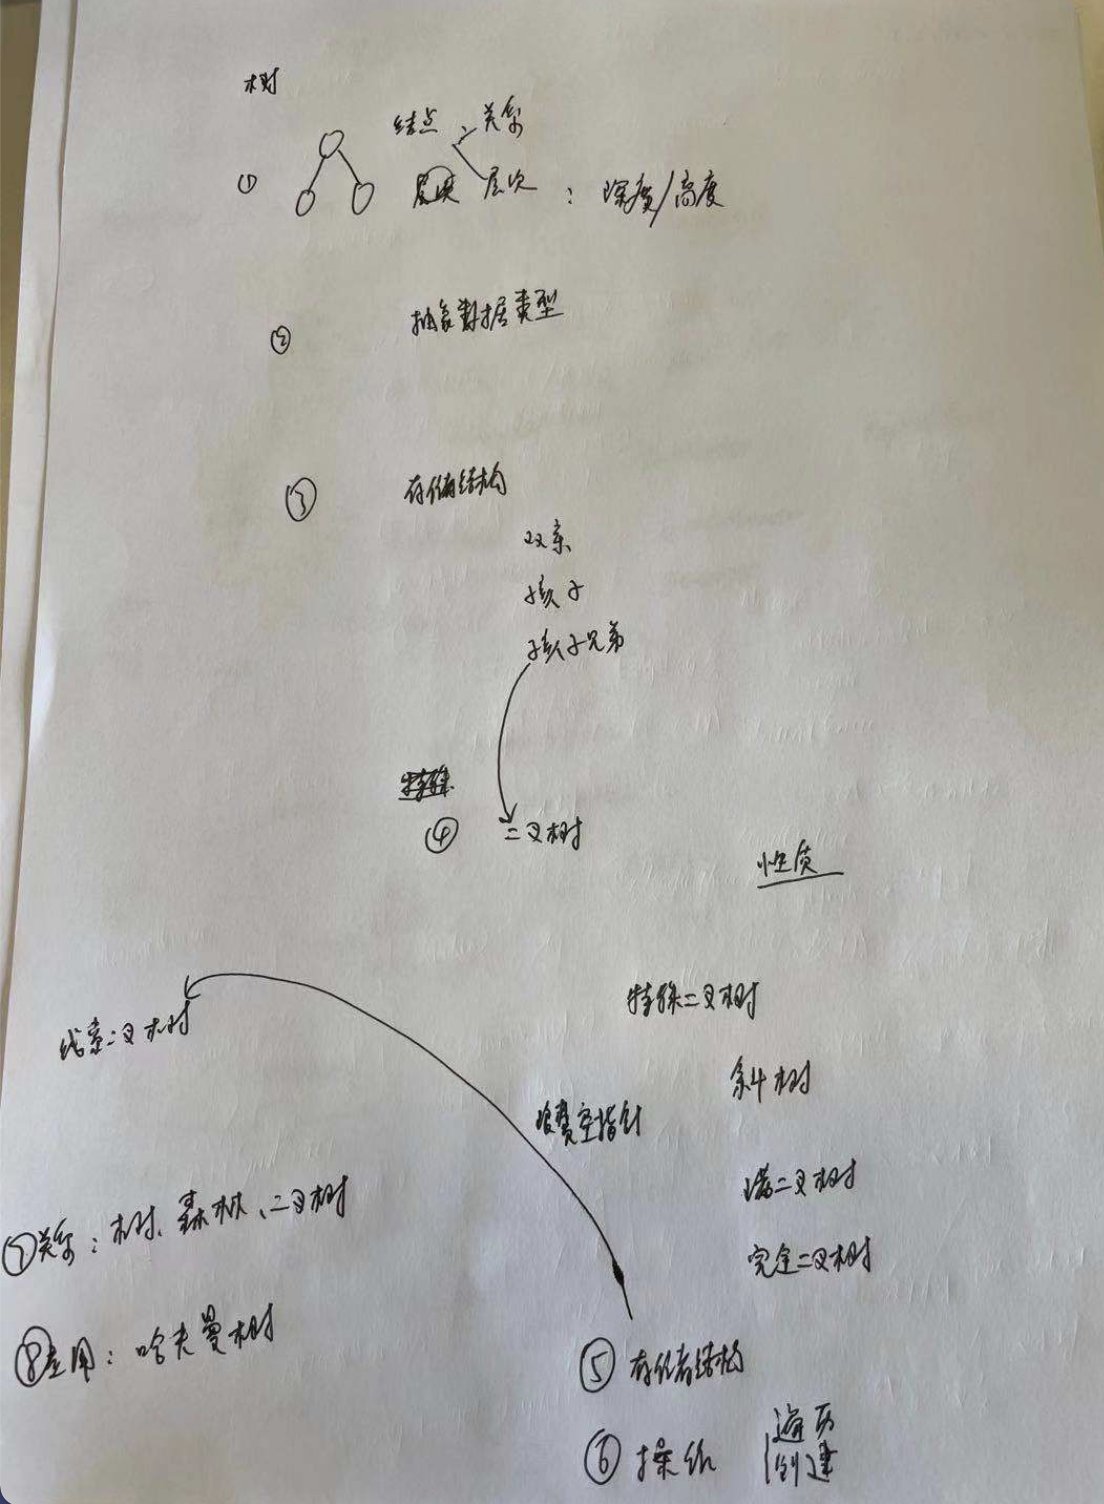 树
结点 关系
① 层次：深度/高度
② 抽象数据类型
③ 存储结构
双亲
孩子
孩子兄弟
特殊
④ 二叉树
性质
特殊二叉树
斜树
满二叉树
完全二叉树
线索二叉树
浪费空指针
⑤ 存储结构
⑥ 操作 遍历
创建
⑦关系：树、森林、二叉树
⑧应用：哈夫曼树